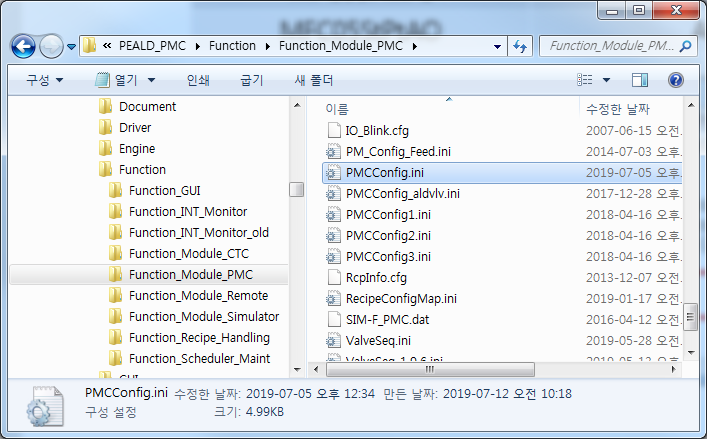 « PEALD_PMC ▸ Function ▸ Function_Module_PMC ▸
Function_Module_PM...
구성 열기 인쇄 굽기 새 폴더
Document
Driver
Engine
Function
Function_GUI
Function_INT_Monitor
Function_INT_Monitor_old
Function_Module_CTC
Function_Module_PMC
Function_Module_Remote
Function_Module_Simulator
Function_Recipe_Handling
Function_Scheduler_Maint
이름 수정한 날짜
IO_Blink.cfg 2007-06-15 오전...
PM_Config_Feed.ini 2014-07-03 오후...
PMCConfig.ini 2019-07-05 오후...
PMCConfig_aldvlv.ini 2017-12-28 오후...
PMCConfig1.ini 2018-04-16 오후...
PMCConfig2.ini 2018-04-16 오후...
PMCConfig3.ini 2018-04-16 오후...
RcpInfo.cfg 2013-12-07 오후...
RecipeConfigMap.ini 2019-01-17 오후...
SIM-F_PMC.dat 2016-04-12 오후...
ValveSeq.ini 2019-05-28 오전...
PMCConfig.ini 수정한 날짜: 2019-07-05 오후 12:34 만든 날짜: 2019-07-12 오전 10:18
구성 설정 크기: 4.99KB